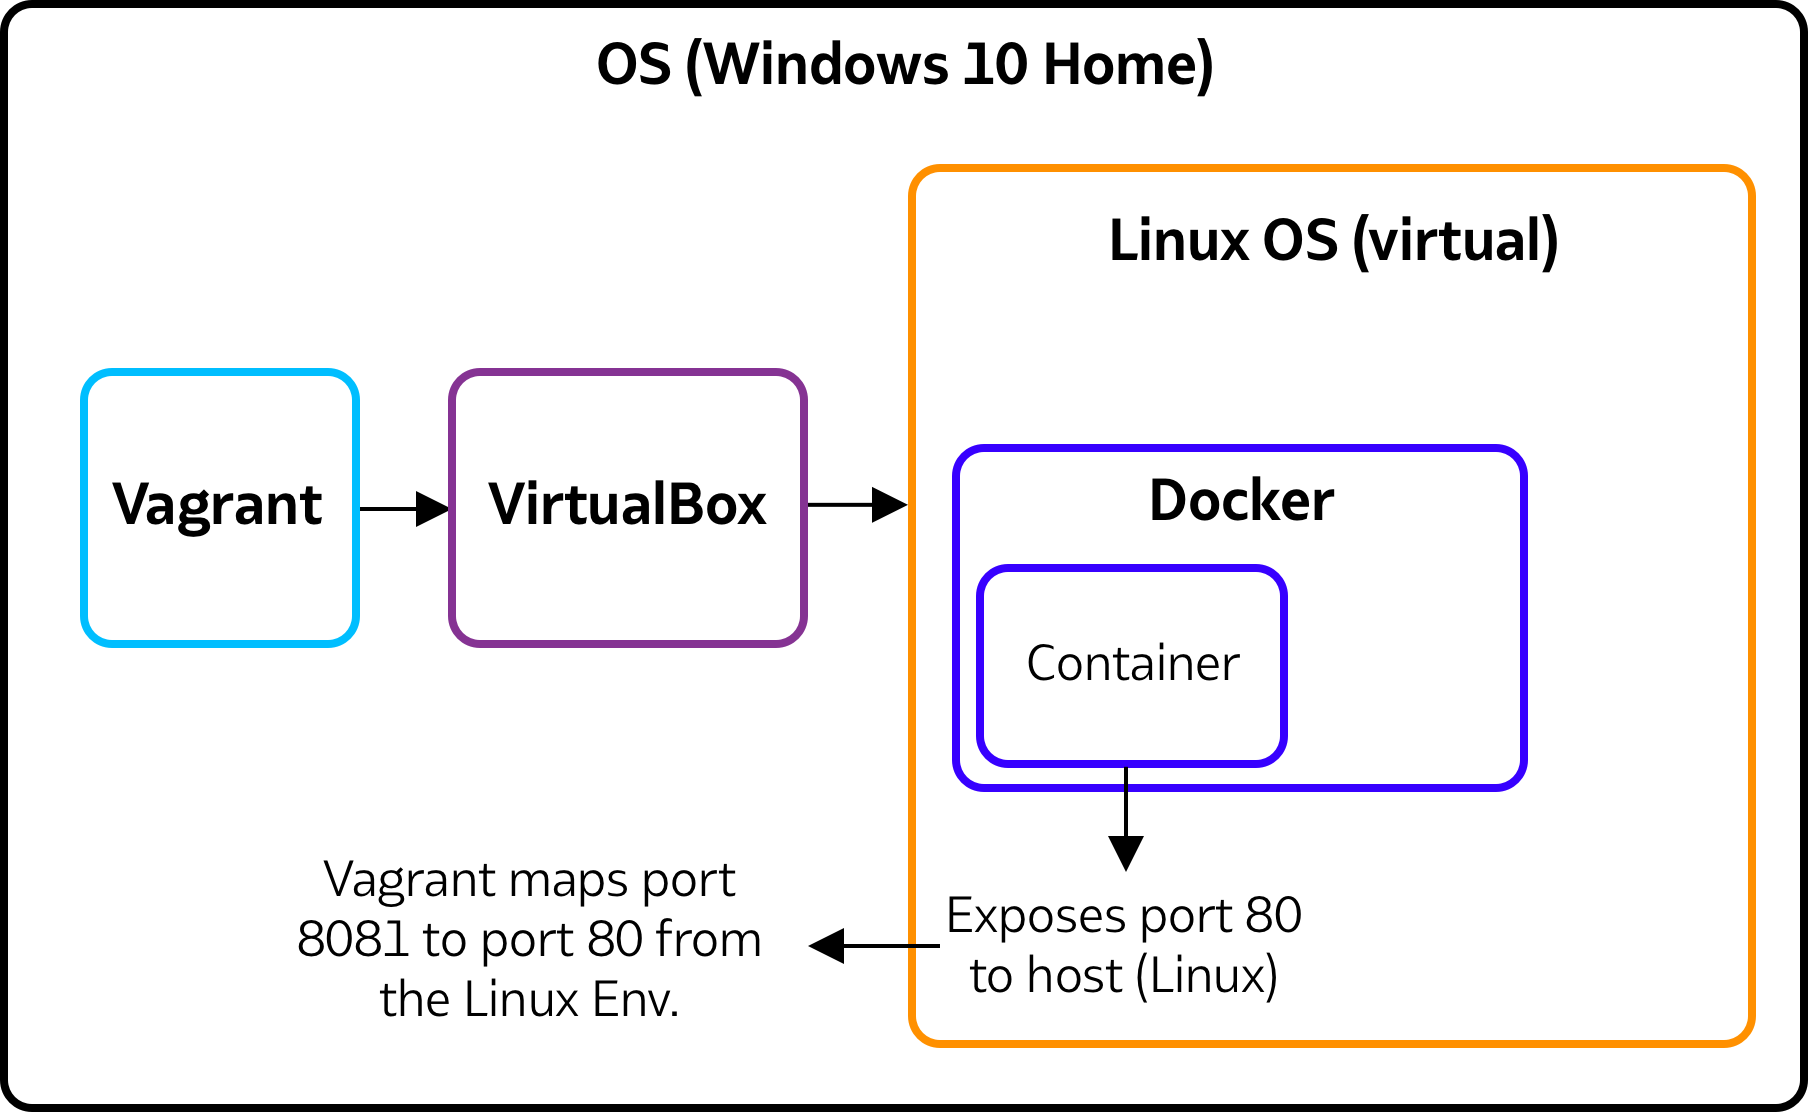 OS (Windows 10 Home)
Linux OS (virtual)
Vagrant
VirtualBox
Docker
Container
Vagrant maps port
8081 to port 80 from
the Linux Env.
Exposes port 80
to host (Linux)